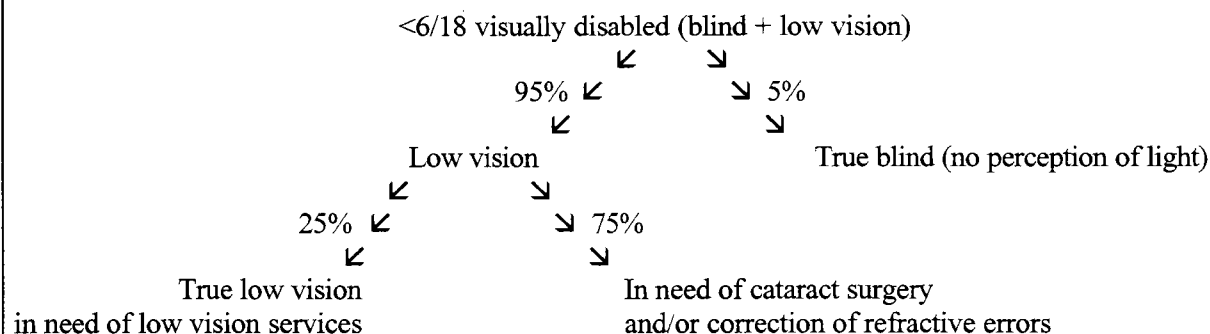 <6/18 visually disabled (blind + low vision)
↙ ↘
95% ↙ ↘ 5%
↙ ↘
Low vision True blind (no perception of light)
↙ ↘
25% ↙ ↘ 75%
↙ ↘
True low vision In need of cataract surgery
in need of low vision services and/or correction of refractive errors